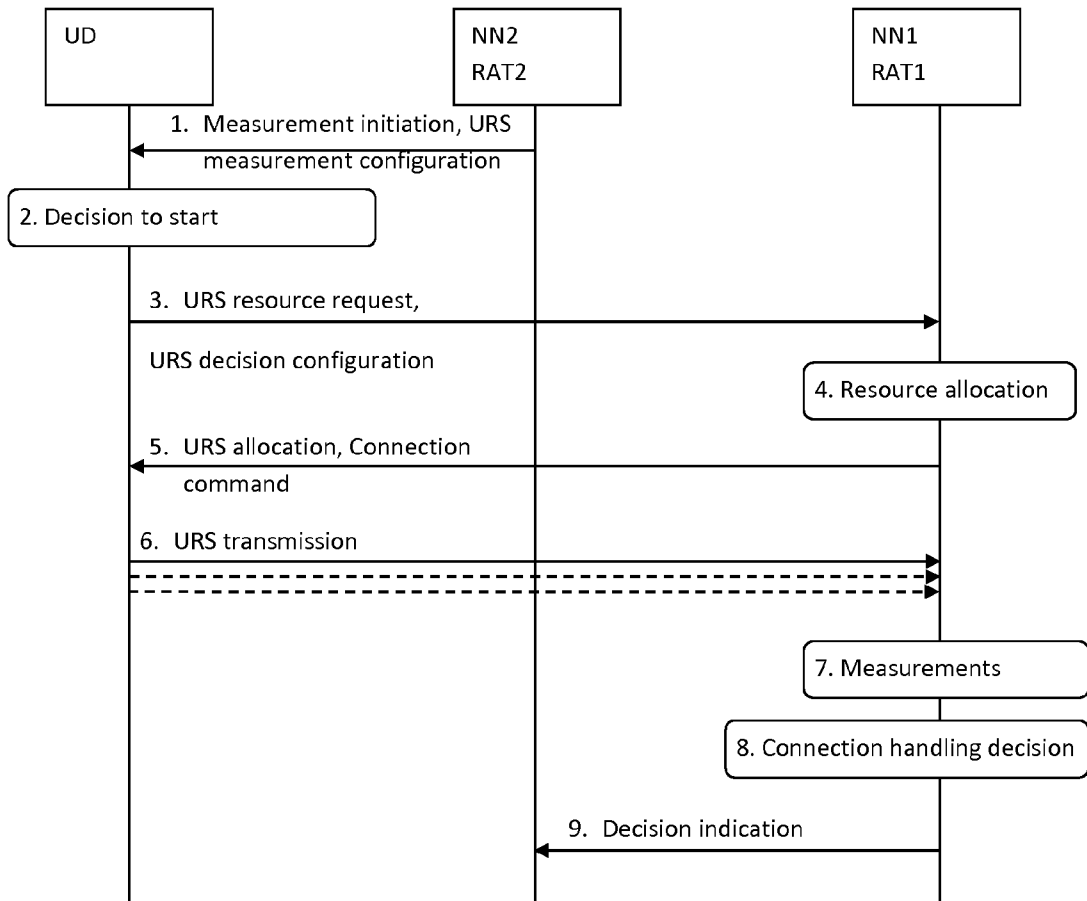 UD
NN2
RAT2
NN1
RAT1
1. Measurement initiation, URS
measurement configuration
2. Decision to start
3. URS resource request,
URS decision configuration
4. Resource allocation
5. URS allocation, Connection
command
6. URS transmission
7. Measurements
8. Connection handling decision
9. Decision indication